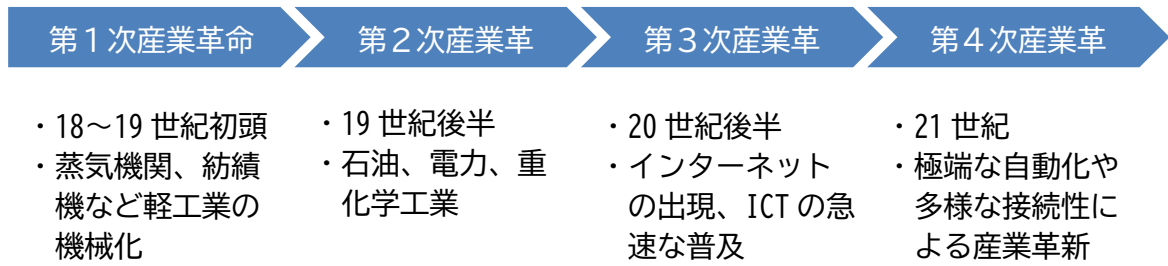 第１次産業革命
第２次産業革
第３次産業革
第４次産業革
・18～19 世紀初頭
・蒸気機関、紡績
機など軽工業の
機械化
・19 世紀後半
・石油、電力、重
化学工業
・20 世紀後半
・インターネット
の出現、ICT の急
速な普及
・21 世紀
・極端な自動化や
多様な接続性に
よる産業革新